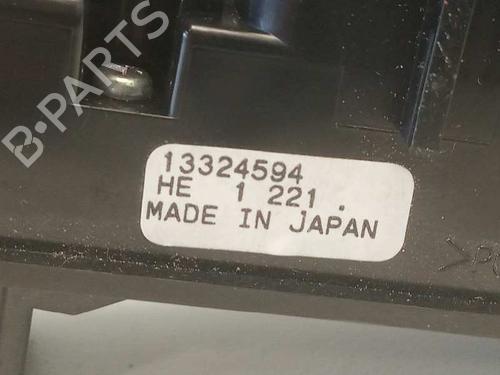 B-PARTS
13324594
HE 1 221 .
MADE IN JAPAN